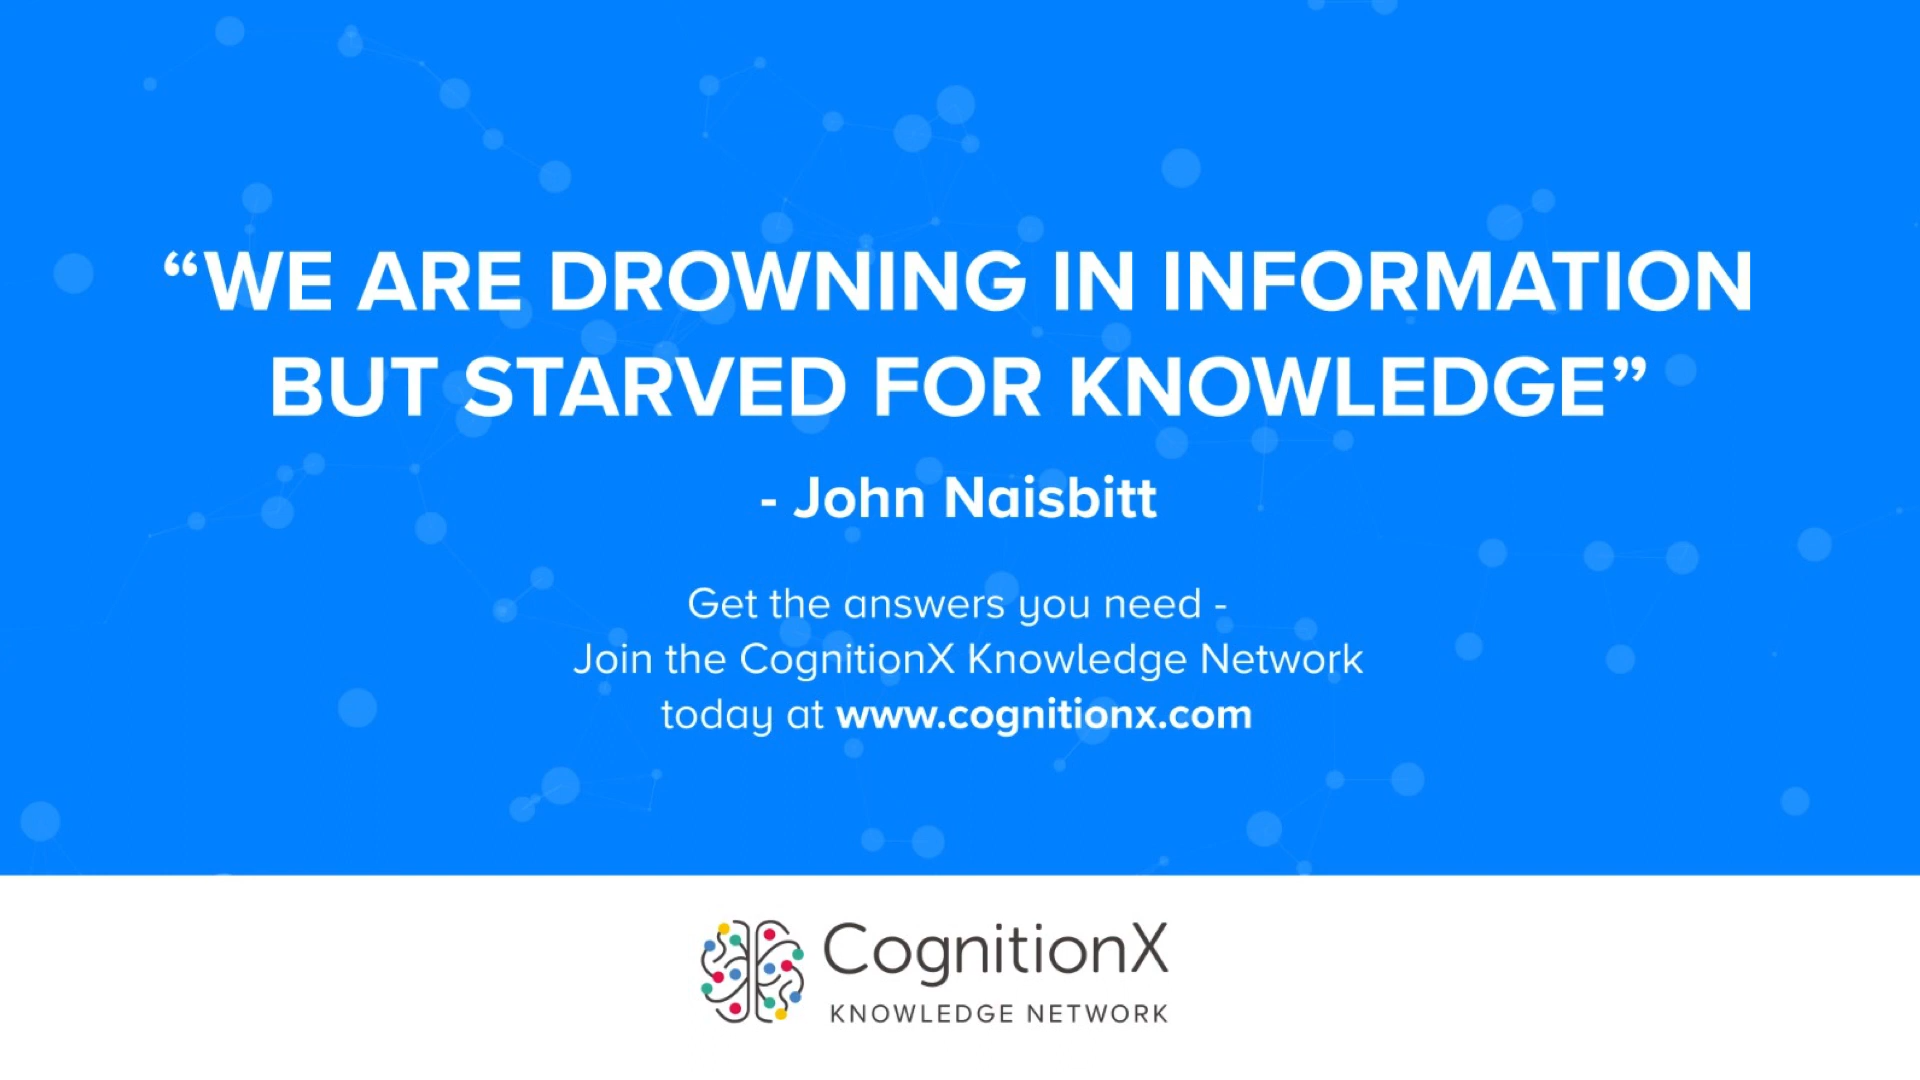 “WE ARE DROWNING IN INFORMATION
BUT STARVED FOR KNOWLEDGE”
- John Naisbitt
Get the answers you need -
Join the CognitionX Knowledge Network
today at www.cognitionx.com
CognitionX
KNOWLEDGE NETWORK